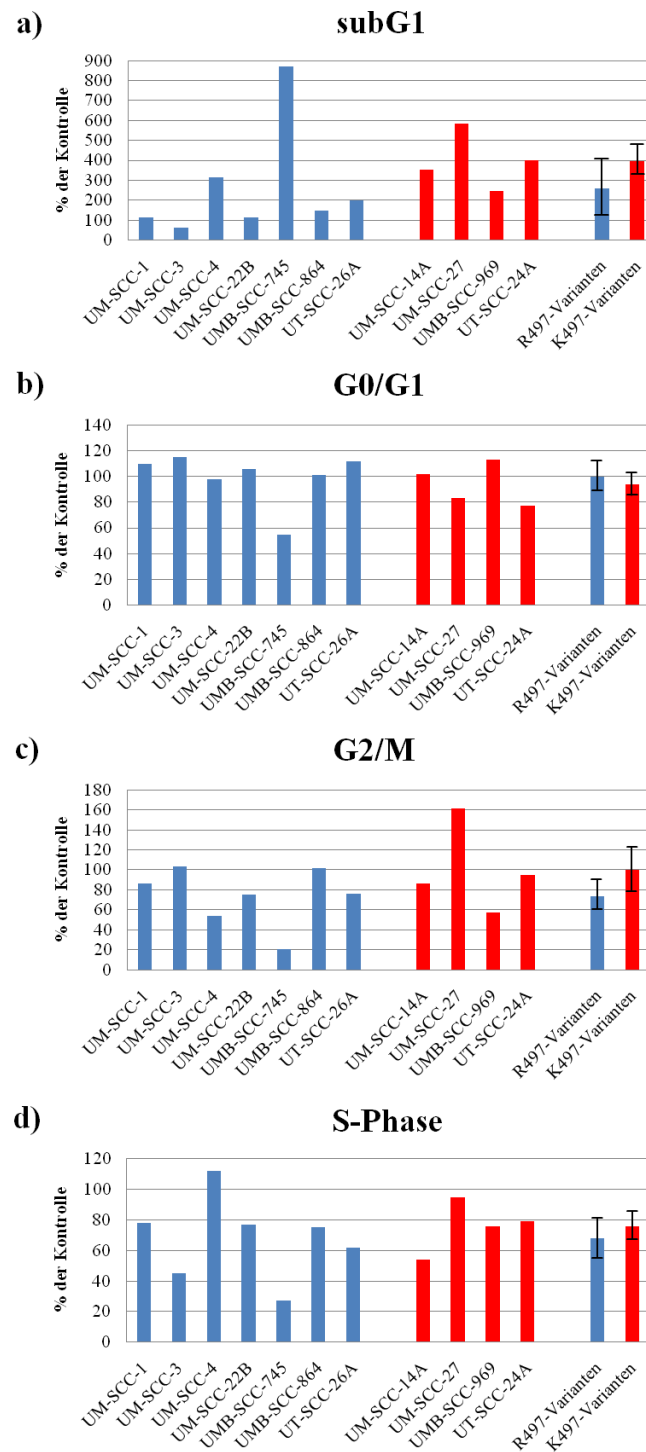 a)
subG1
% der Kontrolle
900
800
700
600
500
400
300
200
100
0
UM-SCC-1
UM-SCC-3
UM-SCC-4
UM-SCC-22B
UMB-SCC-745
UMB-SCC-864
UT-SCC-26A
UM-SCC-14A
UM-SCC-27
UMB-SCC-969
UT-SCC-24A
R497-Varianten
K497-Varianten
b)
G0/G1
% der Kontrolle
140
120
100
80
60
40
20
0
UM-SCC-1
UM-SCC-3
UM-SCC-4
UM-SCC-22B
UMB-SCC-745
UMB-SCC-864
UT-SCC-26A
UM-SCC-14A
UM-SCC-27
UMB-SCC-969
UT-SCC-24A
R497-Varianten
K497-Varianten
c)
G2/M
% der Kontrolle
180
160
140
120
100
80
60
40
20
0
UM-SCC-1
UM-SCC-3
UM-SCC-4
UM-SCC-22B
UMB-SCC-745
UMB-SCC-864
UT-SCC-26A
UM-SCC-14A
UM-SCC-27
UMB-SCC-969
UT-SCC-24A
R497-Varianten
K497-Varianten
d)
S-Phase
% der Kontrolle
120
100
80
60
40
20
0
UM-SCC-1
UM-SCC-3
UM-SCC-4
UM-SCC-22B
UMB-SCC-745
UMB-SCC-864
UT-SCC-26A
UM-SCC-14A
UM-SCC-27
UMB-SCC-969
UT-SCC-24A
R497-Varianten
K497-Varianten